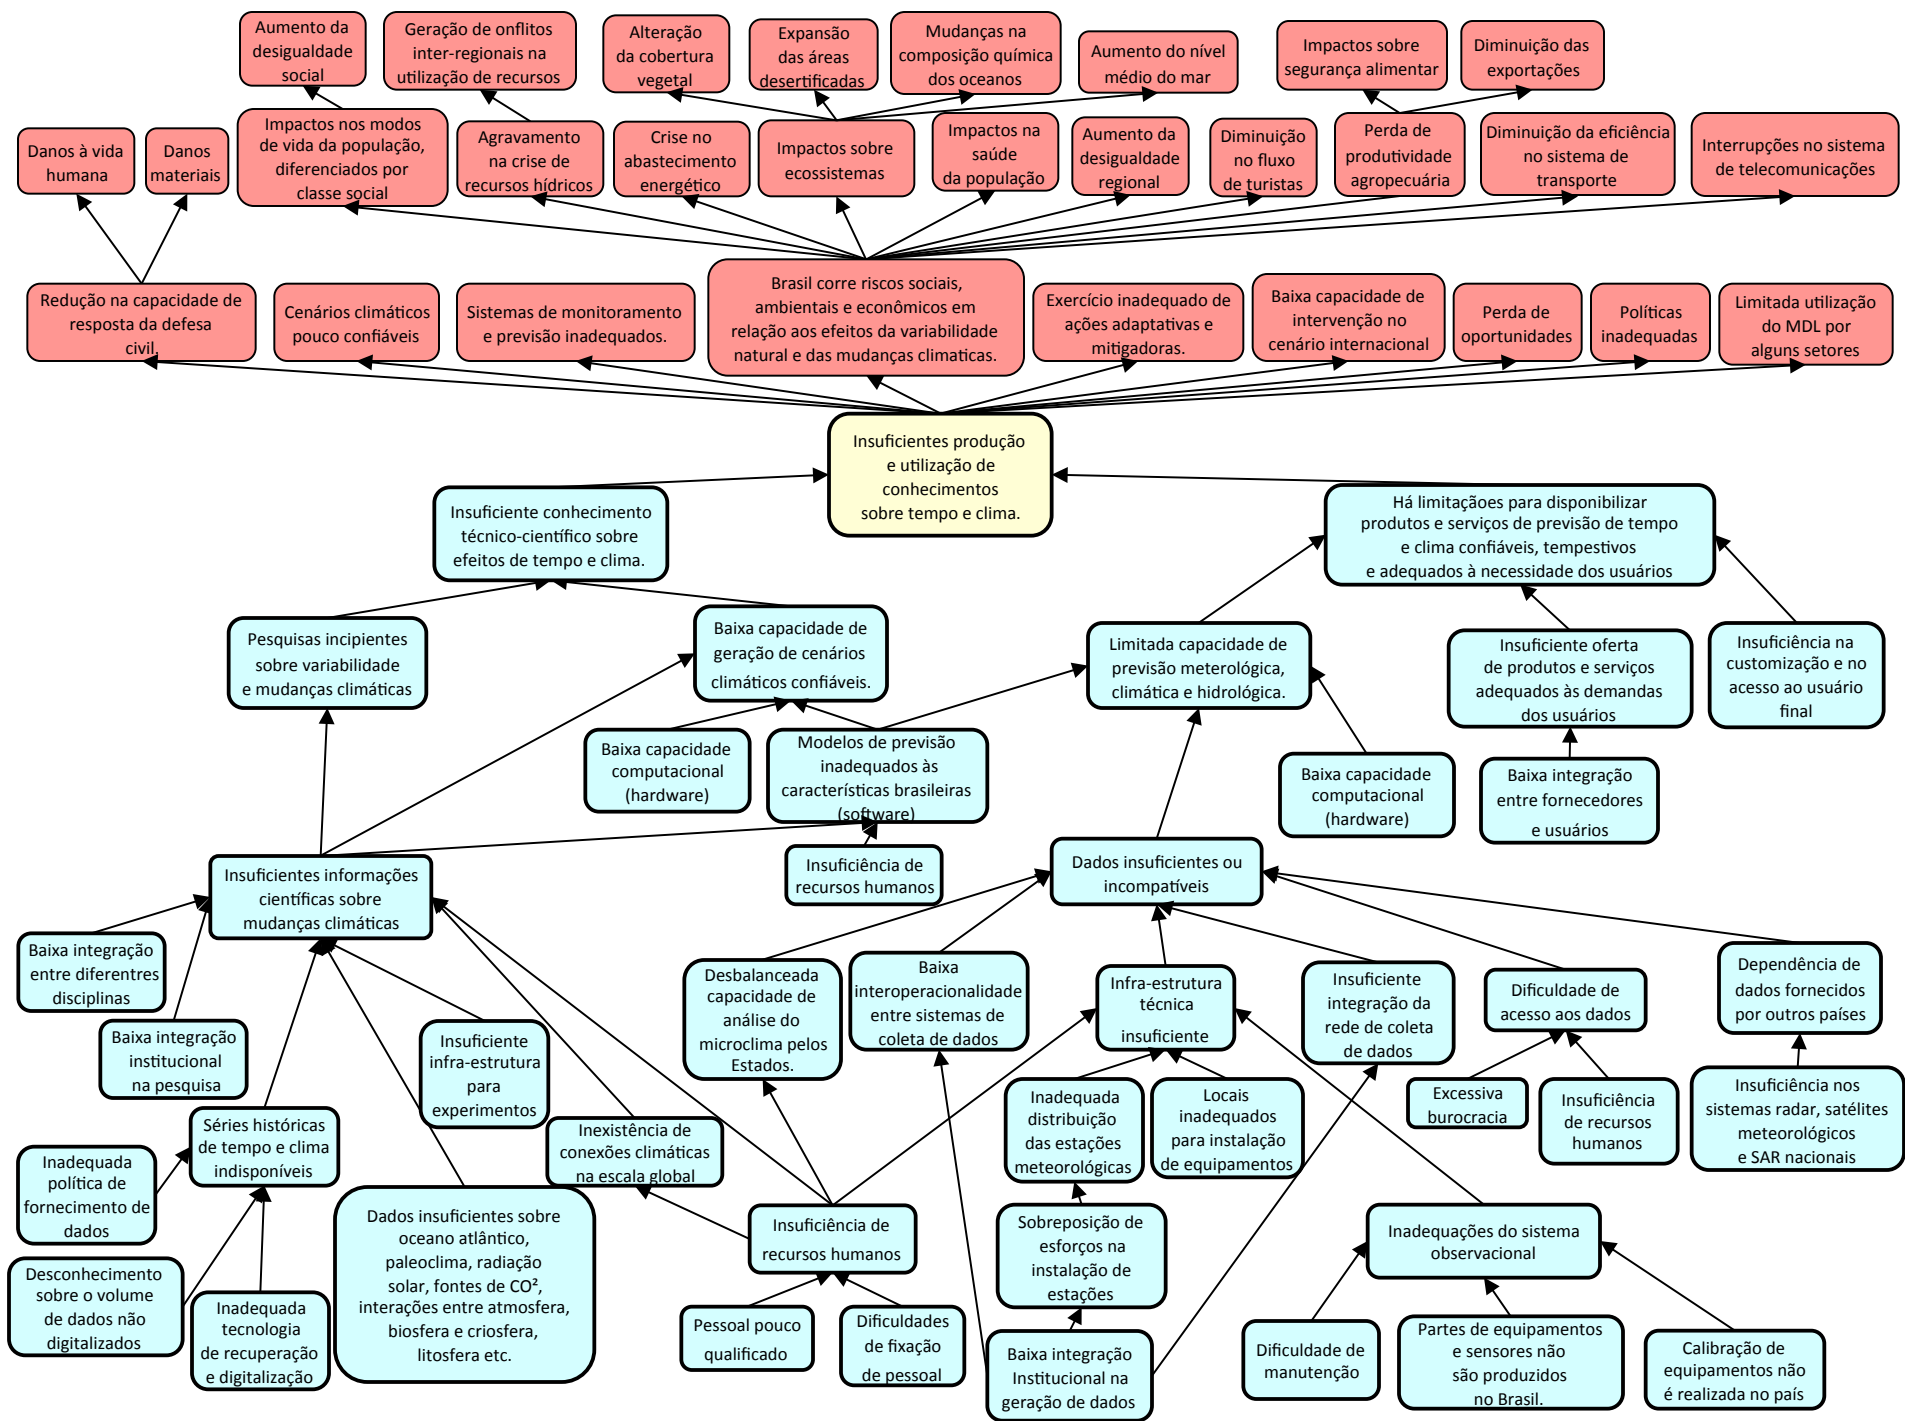 Aumento da
desigualdade
social
Geração de onflitos
inter-regionais na
utilização de recursos
Alteração
da cobertura
vegetal
Expansão
das áreas
desertificadas
Mudanças na
composição química
dos oceanos
Aumento do nível
médio do mar
Impactos sobre
segurança alimentar
Diminuição das
exportações
Danos à vida
humana
Danos
materiais
Impactos nos modos
de vida da população,
diferenciados por
classe social
Agravamento
na crise de
recursos hídricos
Crise no
abastecimento
energético
Impactos sobre
ecossistemas
Impactos na
saúde
da população
Aumento da
desigualdade
regional
Diminuição
no fluxo
de turistas
Perda de
produtividade
agropecuária
Diminuição da eficiência
no sistema de
transporte
Interrupções no sistema
de telecomunicações
Redução na capacidade de
resposta da defesa
civil.
Cenários climáticos
pouco confiáveis
Sistemas de monitoramento
e previsão inadequados.
Brasil corre riscos sociais,
ambientais e econômicos em
relação aos efeitos da variabilidade
natural e das mudanças climaticas.
Exercício inadequado de
ações adaptativas e
mitigadoras.
Baixa capacidade de
intervenção no
cenário internacional
Perda de
oportunidades
Políticas
inadequadas
Limitada utilização
do MDL por
alguns setores
Insuficientes produção
e utilização de
conhecimentos
sobre tempo e clima.
Insuficiente conhecimento
técnico-científico sobre
efeitos de tempo e clima.
Há limitaçãoes para disponibilizar
produtos e serviços de previsão de tempo
e clima confiáveis, tempestivos
e adequados à necessidade dos usuários
Pesquisas incipientes
sobre variabilidade
e mudanças climáticas
Baixa capacidade de
geração de cenários
climáticos confiáveis.
Limitada capacidade de
previsão meterológica,
climática e hidrológica.
Insuficiente oferta
de produtos e serviços
adequados às demandas
dos usuários
Insuficiência na
customização e no
acesso ao usuário
final
Baixa capacidade
computacional
(hardware)
Modelos de previsão
inadequados às
características brasileiras
(software)
Baixa capacidade
computacional
(hardware)
Baixa integração
entre fornecedores
e usuários
Insuficientes informações
científicas sobre
mudanças climáticas
Insuficiência de
recursos humanos
Dados insuficientes ou
incompatíveis
Baixa integração
entre diferentres
disciplinas
Baixa integração
institucional
na pesquisa
Insuficiente
infra-estrutura
para
experimentos
Desbalanceada
capacidade de
análise do
microclima pelos
Estados.
Baixa
interoperacionalidade
entre sistemas de
coleta de dados
Infra-estrutura
técnica
insuficiente
Insuficiente
integração da
rede de coleta
de dados
Dificuldade de
acesso aos dados
Dependência de
dados fornecidos
por outros países
Séries históricas
de tempo e clima
indisponíveis
Inexistência de
conexões climáticas
na escala global
Inadequada
distribuição
das estações
meteorológicas
Locais
inadequados
para instalação
de equipamentos
Excessiva
burocracia
Insuficiência
de recursos
humanos
Insuficiência nos
sistemas radar, satélites
meteorológicos
e SAR nacionais
Inadequada
política de
fornecimento de
dados
Dados insuficientes sobre
oceano atlântico,
paleoclima, radiação
solar, fontes de CO²,
interações entre atmosfera,
biosfera e criosfera,
litosfera etc.
Insuficiência de
recursos humanos
Sobreposição de
esforços na
instalação de
estações
Inadequações do sistema
observacional
Desconhecimento
sobre o volume
de dados não
digitalizados
Inadequada
tecnologia
de recuperação
e digitalização
Pessoal pouco
qualificado
Dificuldades
de fixação
de pessoal
Baixa integração
Institucional na
geração de dados
Dificuldade de
manutenção
Partes de equipamentos
e sensores não
são produzidos
no Brasil.
Calibração de
equipamentos não
é realizada no país